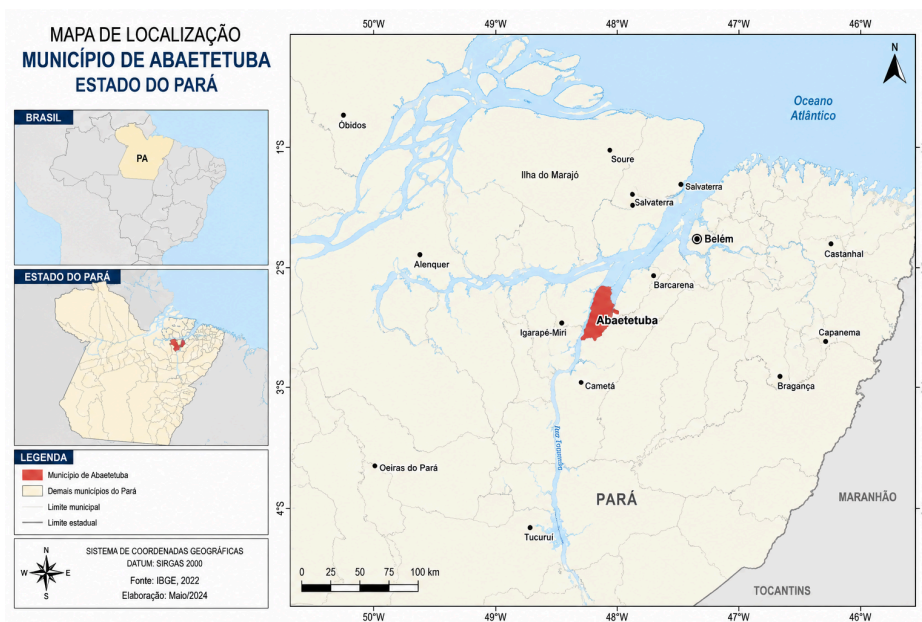 MAPA DE LOCALIZAÇÃO
MUNICÍPIO DE ABAETETUBA
ESTADO DO PARÁ
BRASIL
PA
ESTADO DO PARÁ
LEGENDA
Município de Abaetetuba
Demais municípios do Pará
Limite municipal
Limite estadual
N
W E
S
SISTEMA DE COORDENADAS GEOGRÁFICAS
DATUM: SIRGAS 2000
Fonte: IBGE, 2022
Elaboração: Maio/2024
50°W 49°W 48°W 47°W 46°W
N
Oceano
Atlântico
Óbidos
1°S
Soure
Ilha do Marajó
Salvaterra
Salvaterra
Belém
Castanhal
Alenquer
2°S
Barcarena
Abaetetuba
Igarapé-Miri
Capanema
3°S
Cametá
Bragança
Oeiras do Pará
PARÁ
MARANHÃO
4°S
Tucuruí
0 25 50 75 100 km
TOCANTINS
50°W 49°W 48°W 47°W 46°W